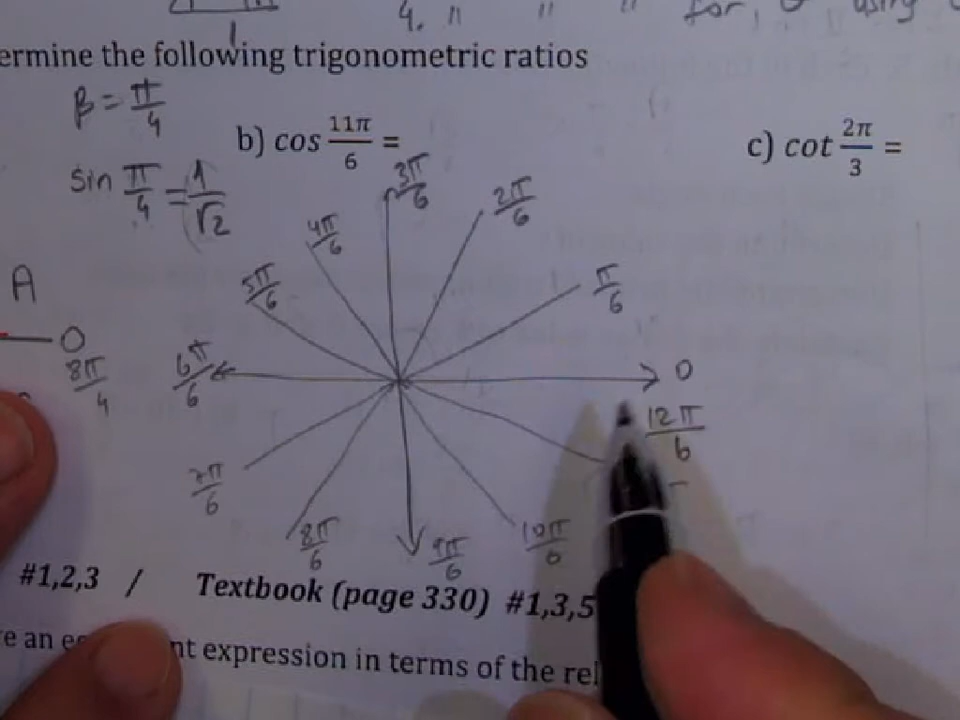 4. " " " for, θ using
ermine the following trigonometric ratios
β = π/4
b) cos 11π/6 =
c) cot 2π/3 =
sin π/4 = 1/√2
3π/6
2π/6
4π/6
5π/6
π/6
A
0
8π/4
6π/6
0
12π/6
7π/6
8π/6
9π/6
10π/6
#1,2,3 / Textbook (page 330) #1,3,5
nt expression in terms of the rel